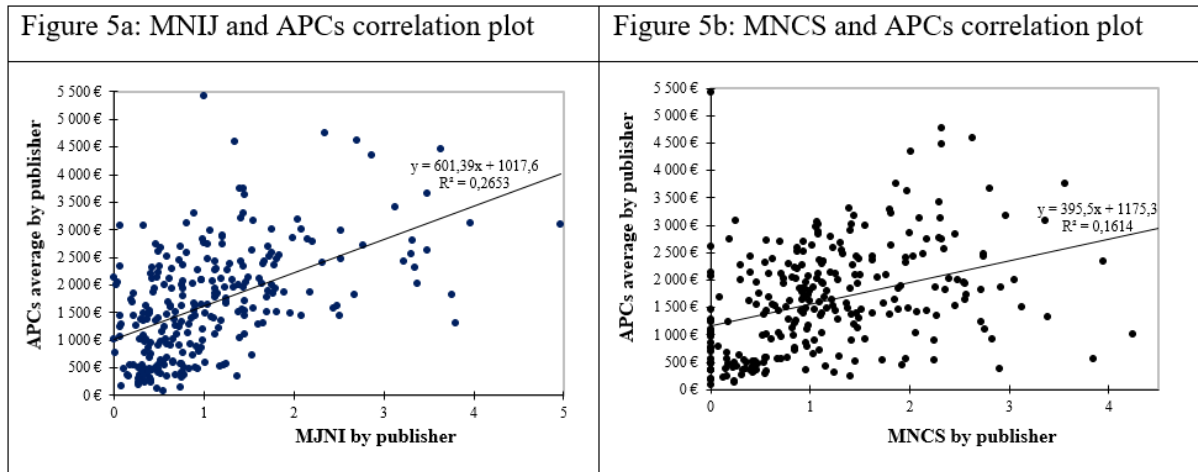 Figure 5a: MNIJ and APCs correlation plot
Figure 5b: MNCS and APCs correlation plot
APCs average by publisher
5 500 €
5 000 €
4 500 €
4 000 €
3 500 €
3 000 €
2 500 €
2 000 €
1 500 €
1 000 €
500 €
0 €
y = 601,39x + 1017,6
R² = 0,2653
0 1 2 3 4 5
MJNI by publisher
APCs average by publisher
5 500 €
5 000 €
4 500 €
4 000 €
3 500 €
3 000 €
2 500 €
2 000 €
1 500 €
1 000 €
500 €
0 €
y = 395,5x + 1175,3
R² = 0,1614
0 1 2 3 4
MNCS by publisher